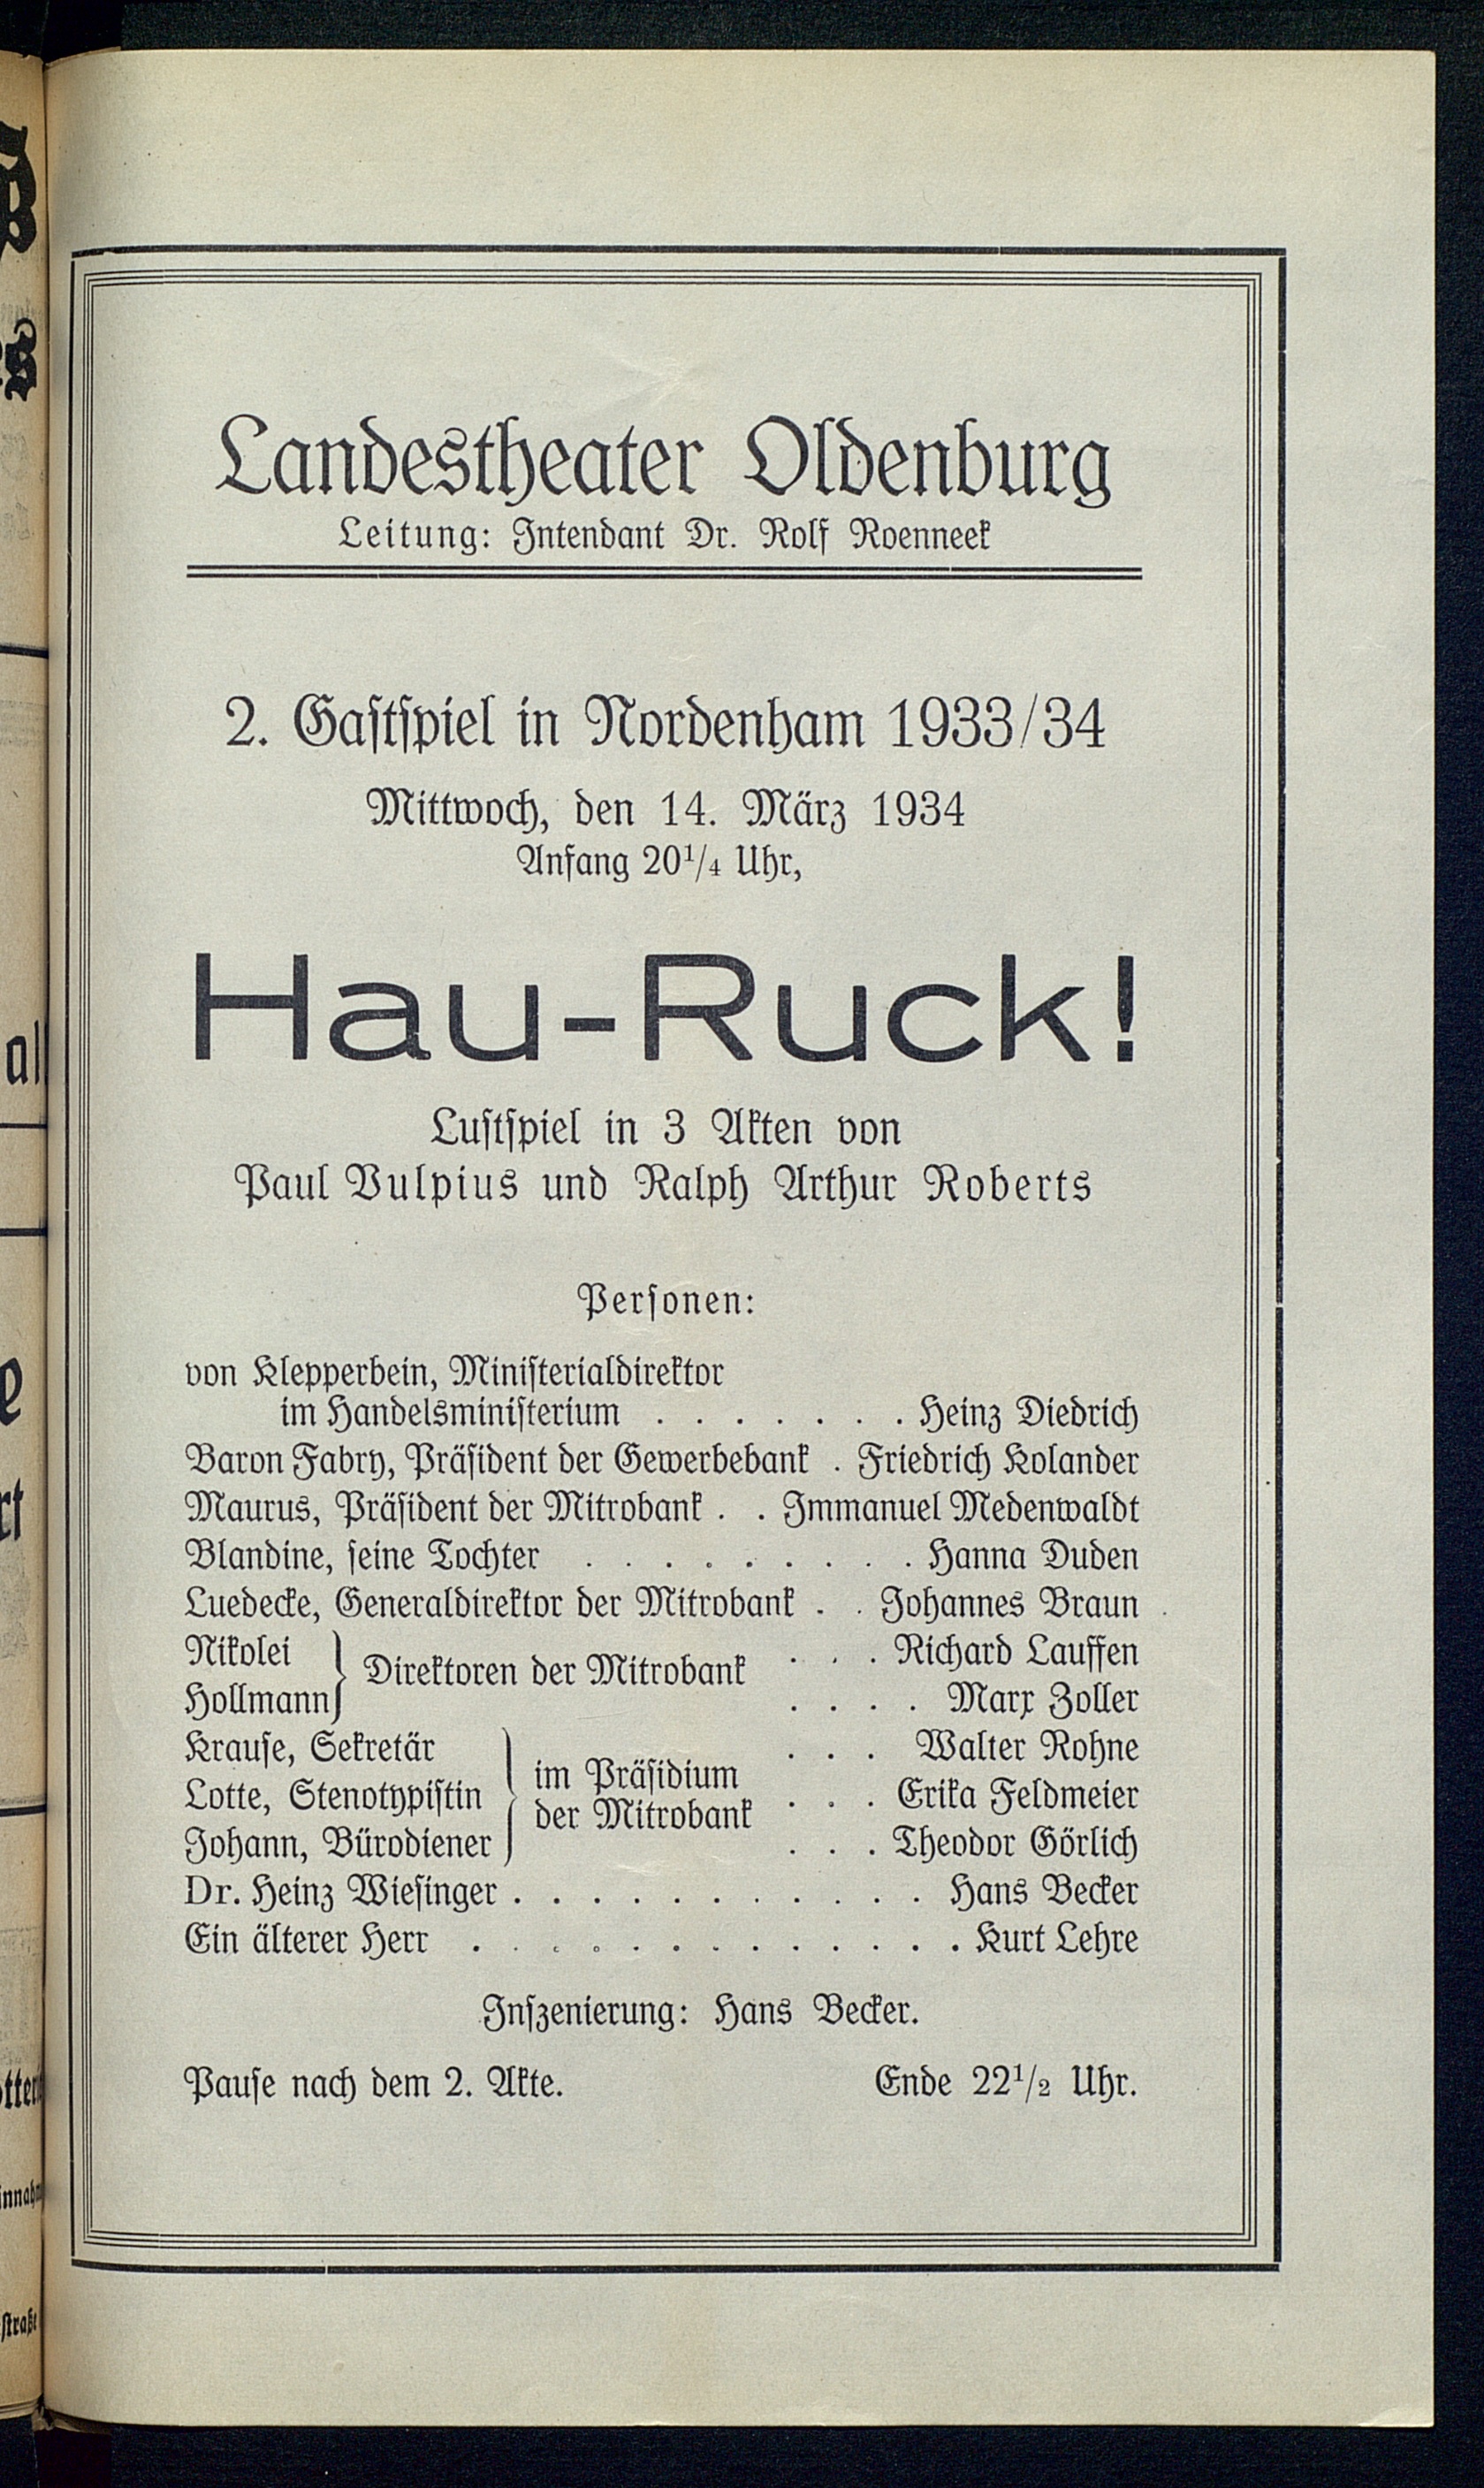 Landestheater Oldenburg
Leitung: Intendant Dr. Rolf Roenneek
2. Gastspiel in Nordenham 1933/34
Mittwoch, den 14. März 1934
Anfang 20¹/₄ Uhr,
Hau-Ruck!
Lustspiel in 3 Akten von
Paul Vulpius und Ralph Arthur Roberts
Personen:
von Klepperbein, Ministerialdirektor
im Handelsministerium . . . . . . . Heinz Diedrich
Baron Fabry, Präsident der Gewerbebank . Friedrich Kolander
Maurus, Präsident der Mitrobank . . Immanuel Medenwaldt
Blandine, seine Tochter . . . . . . . . . Hanna Duden
Luedecke, Generaldirektor der Mitrobank . . Johannes Braun
Nikolei } Direktoren der Mitrobank . . . Richard Lauffen
Hollmann } . . . . Marx Zoller
Krause, Sekretär } im Präsidium der Mitrobank . . . Walter Rohne
Lotte, Stenotypistin . . . Erika Feldmeier
Johann, Bürodiener . . . Theodor Görlich
Dr. Heinz Wiesinger . . . . . . . . . . . Hans Becker
Ein älterer Herr . . . . . . . . . . . . . Kurt Lehre
Inszenierung: Hans Becker.
Pause nach dem 2. Akte. Ende 22¹/₂ Uhr.